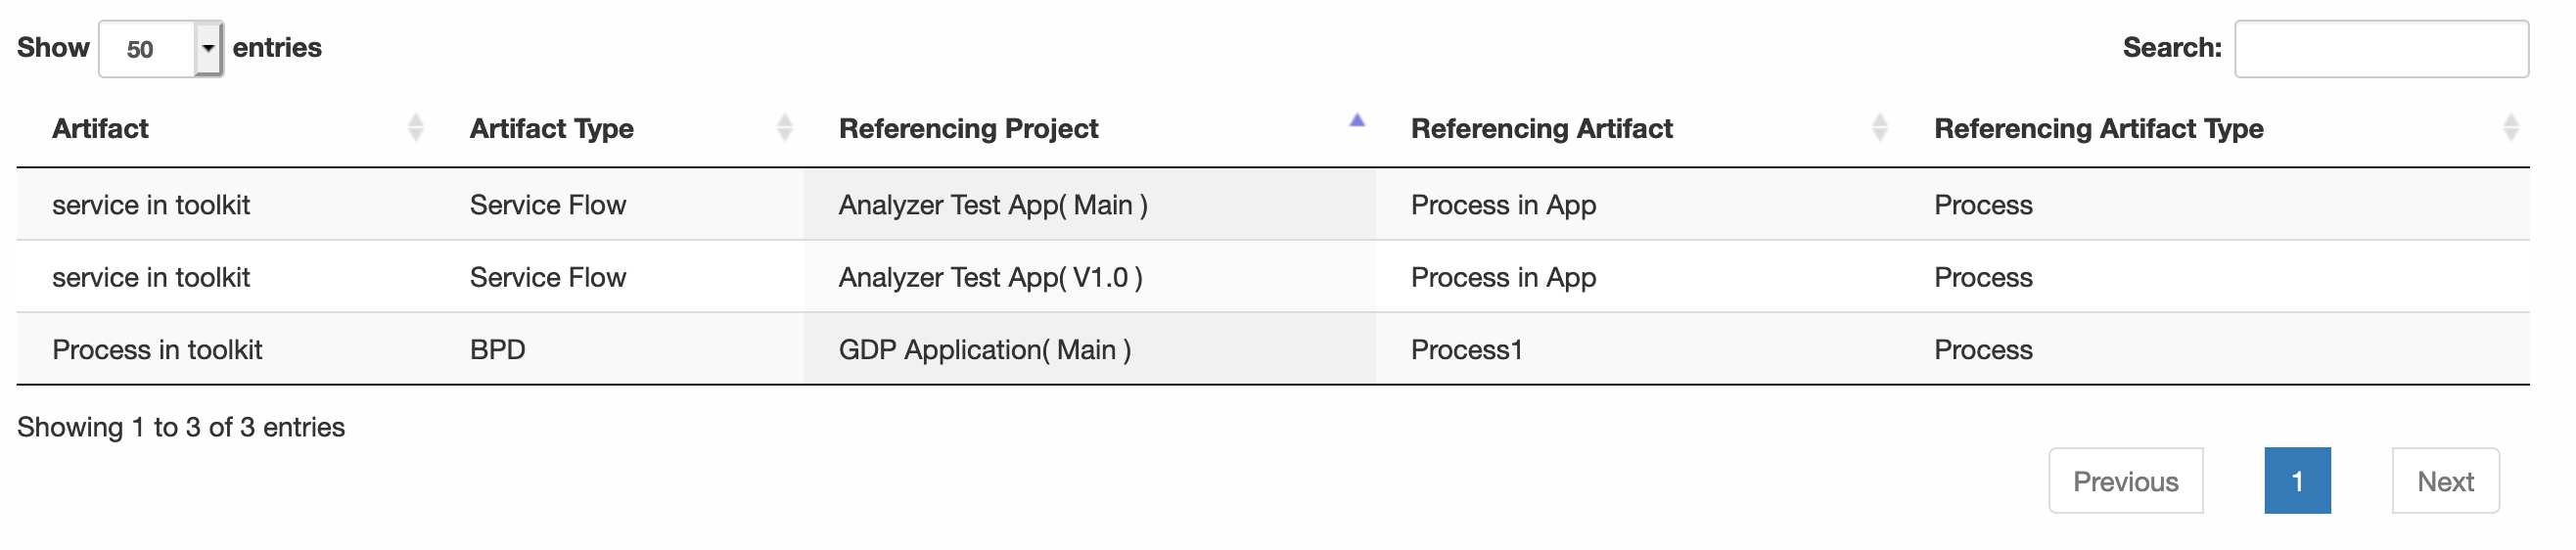 Show 50 entries Search:
Artifact Artifact Type Referencing Project Referencing Artifact Referencing Artifact Type
service in toolkit Service Flow Analyzer Test App( Main ) Process in App Process
service in toolkit Service Flow Analyzer Test App( V1.0 ) Process in App Process
Process in toolkit BPD GDP Application( Main ) Process1 Process
Showing 1 to 3 of 3 entries
Previous 1 Next